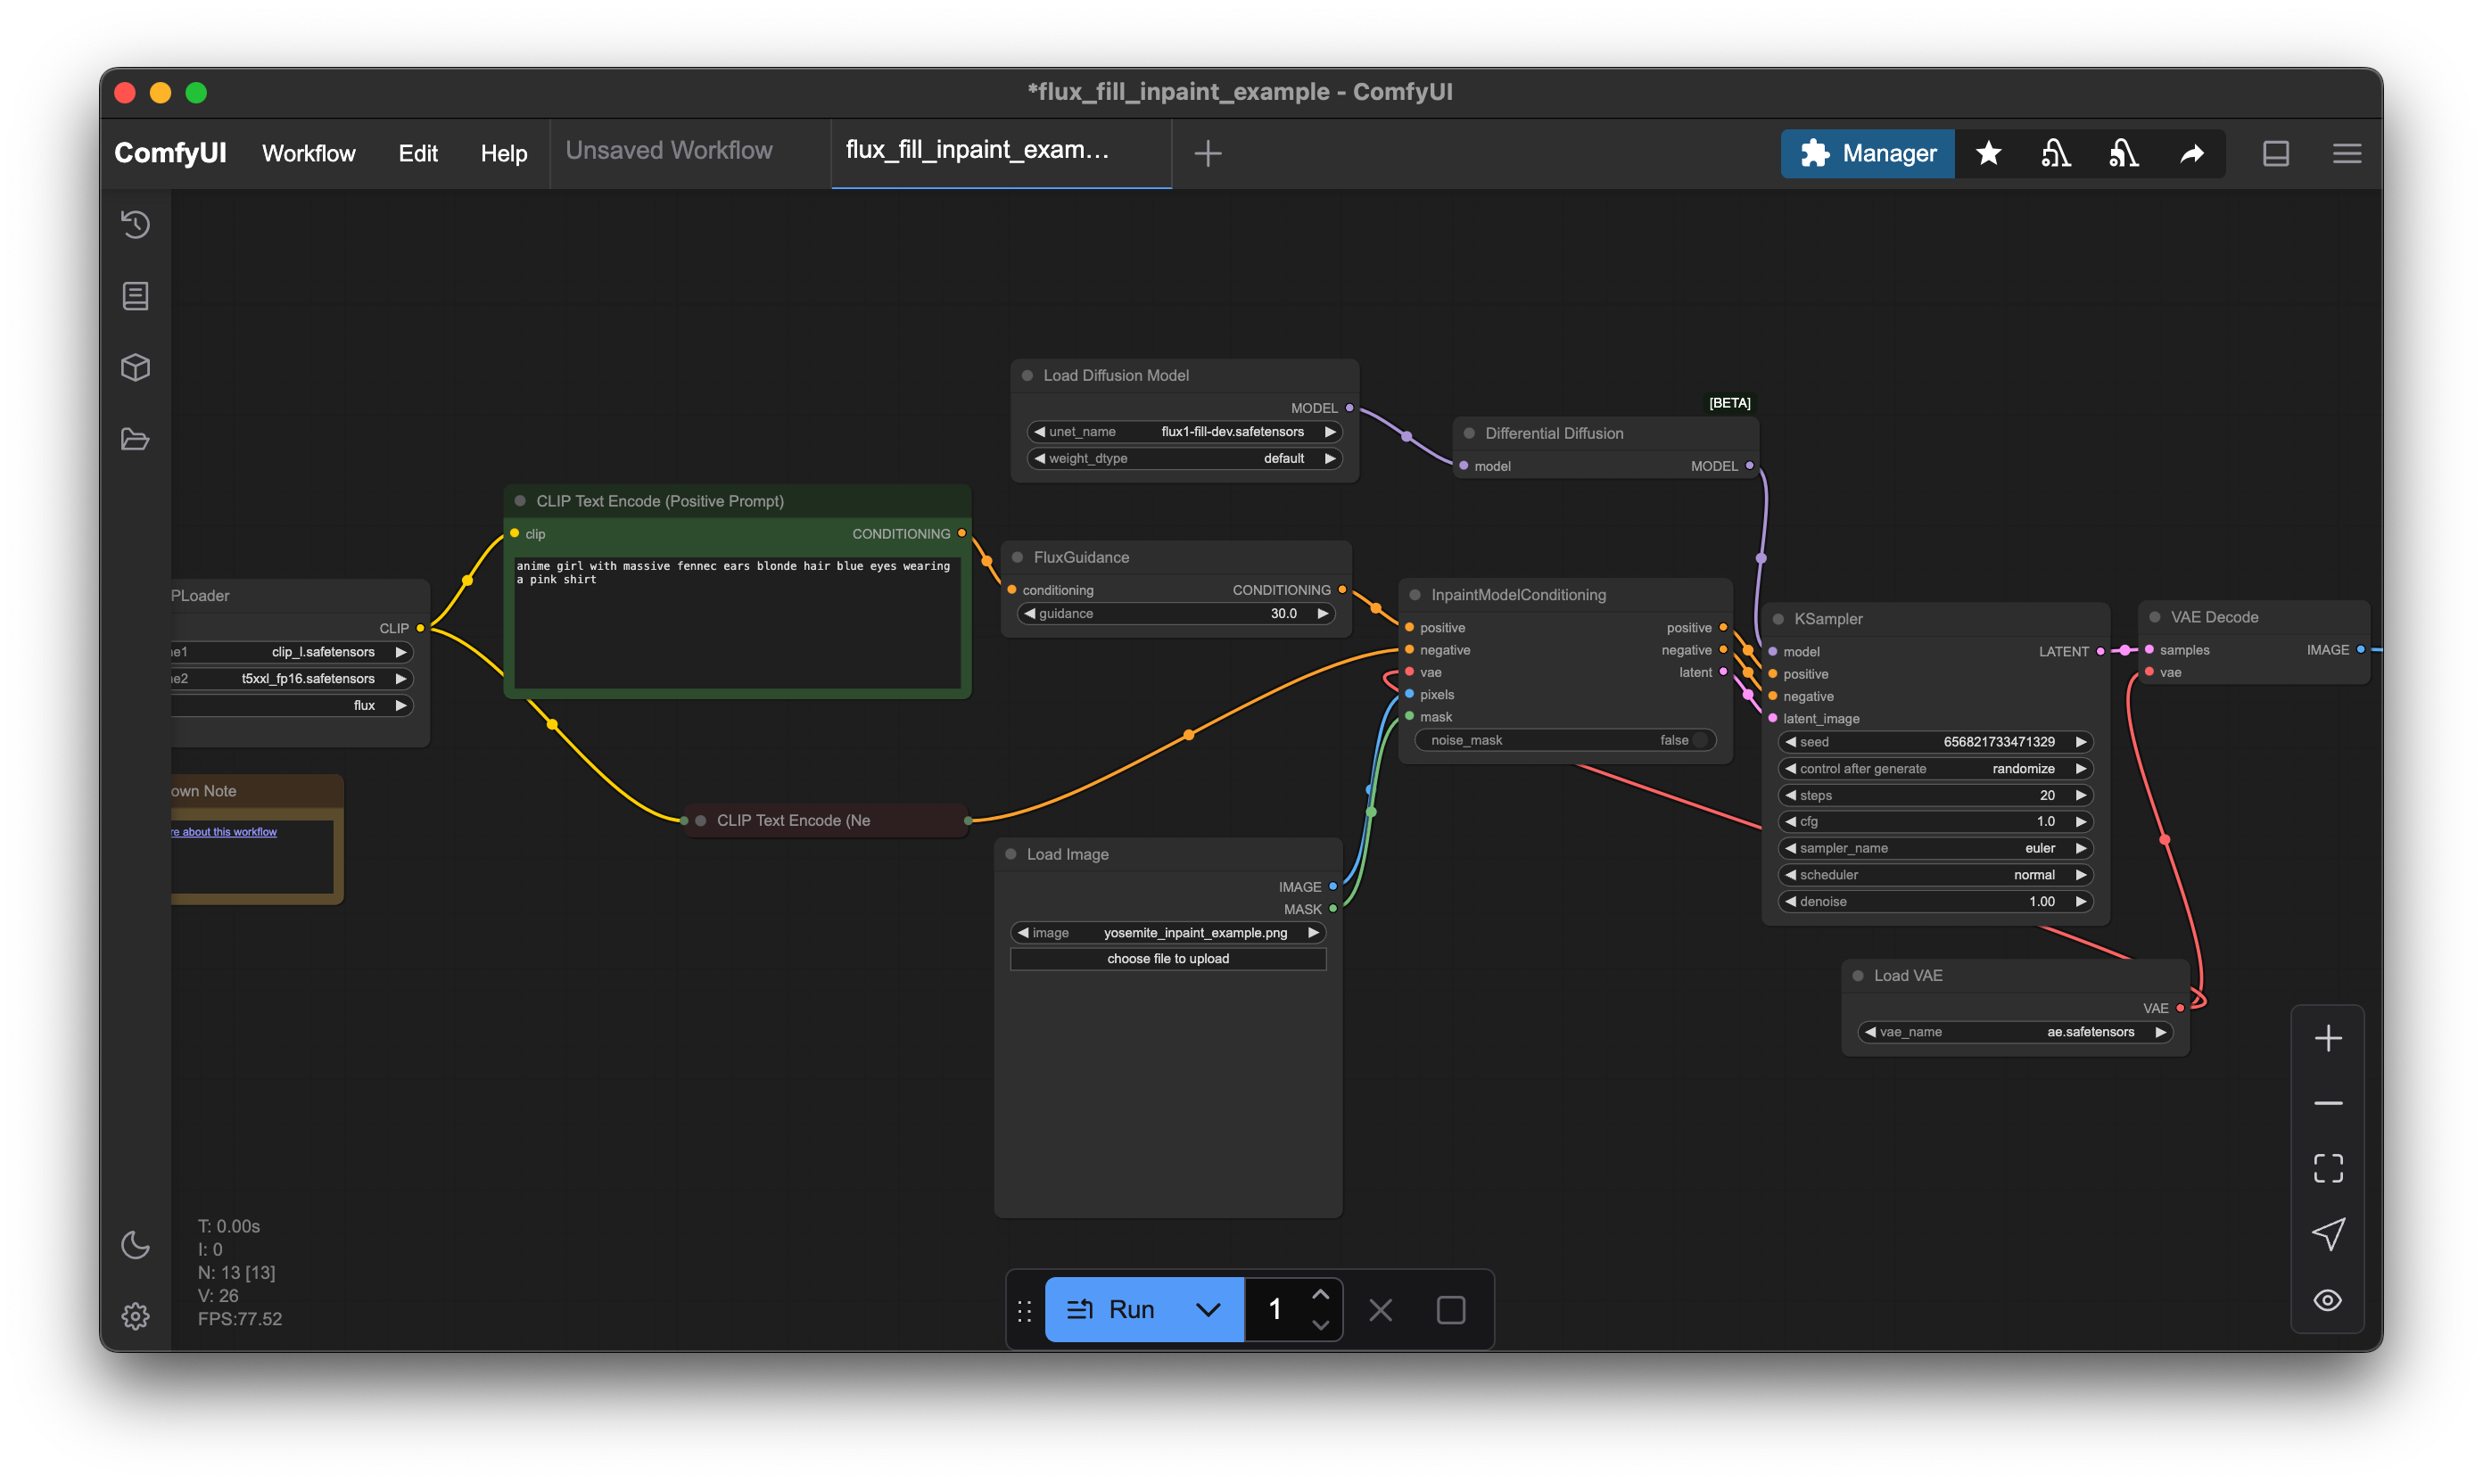 *flux_fill_inpaint_example - ComfyUI
ComfyUI Workflow Edit Help Unsaved Workflow flux_fill_inpaint_exam... Manager
Load Diffusion Model
MODEL
unet_name flux1-fill-dev.safetensors
weight_dtype default
[BETA]
Differential Diffusion
model MODEL
CLIP Text Encode (Positive Prompt)
clip CONDITIONING
anime girl with massive fennec ears blonde hair blue eyes wearing
a pink shirt
FluxGuidance
conditioning CONDITIONING
guidance 30.0
PLoader
CLIP
ne1 clip_l.safetensors
ne2 t5xxl_fp16.safetensors
flux
InpaintModelConditioning
positive positive
negative negative
vae latent
pixels
mask
noise_mask false
KSampler
model LATENT
positive
negative
latent_image
seed 656821733471329
control after generate randomize
steps 20
cfg 1.0
sampler_name euler
scheduler normal
denoise 1.00
VAE Decode
samples IMAGE
vae
own Note
re about this workflow
CLIP Text Encode (Ne
Load Image
IMAGE
MASK
image yosemite_inpaint_example.png
choose file to upload
Load VAE
VAE
vae_name ae.safetensors
T: 0.00s
I: 0
N: 13 [13]
V: 26
FPS:77.52
Run 1